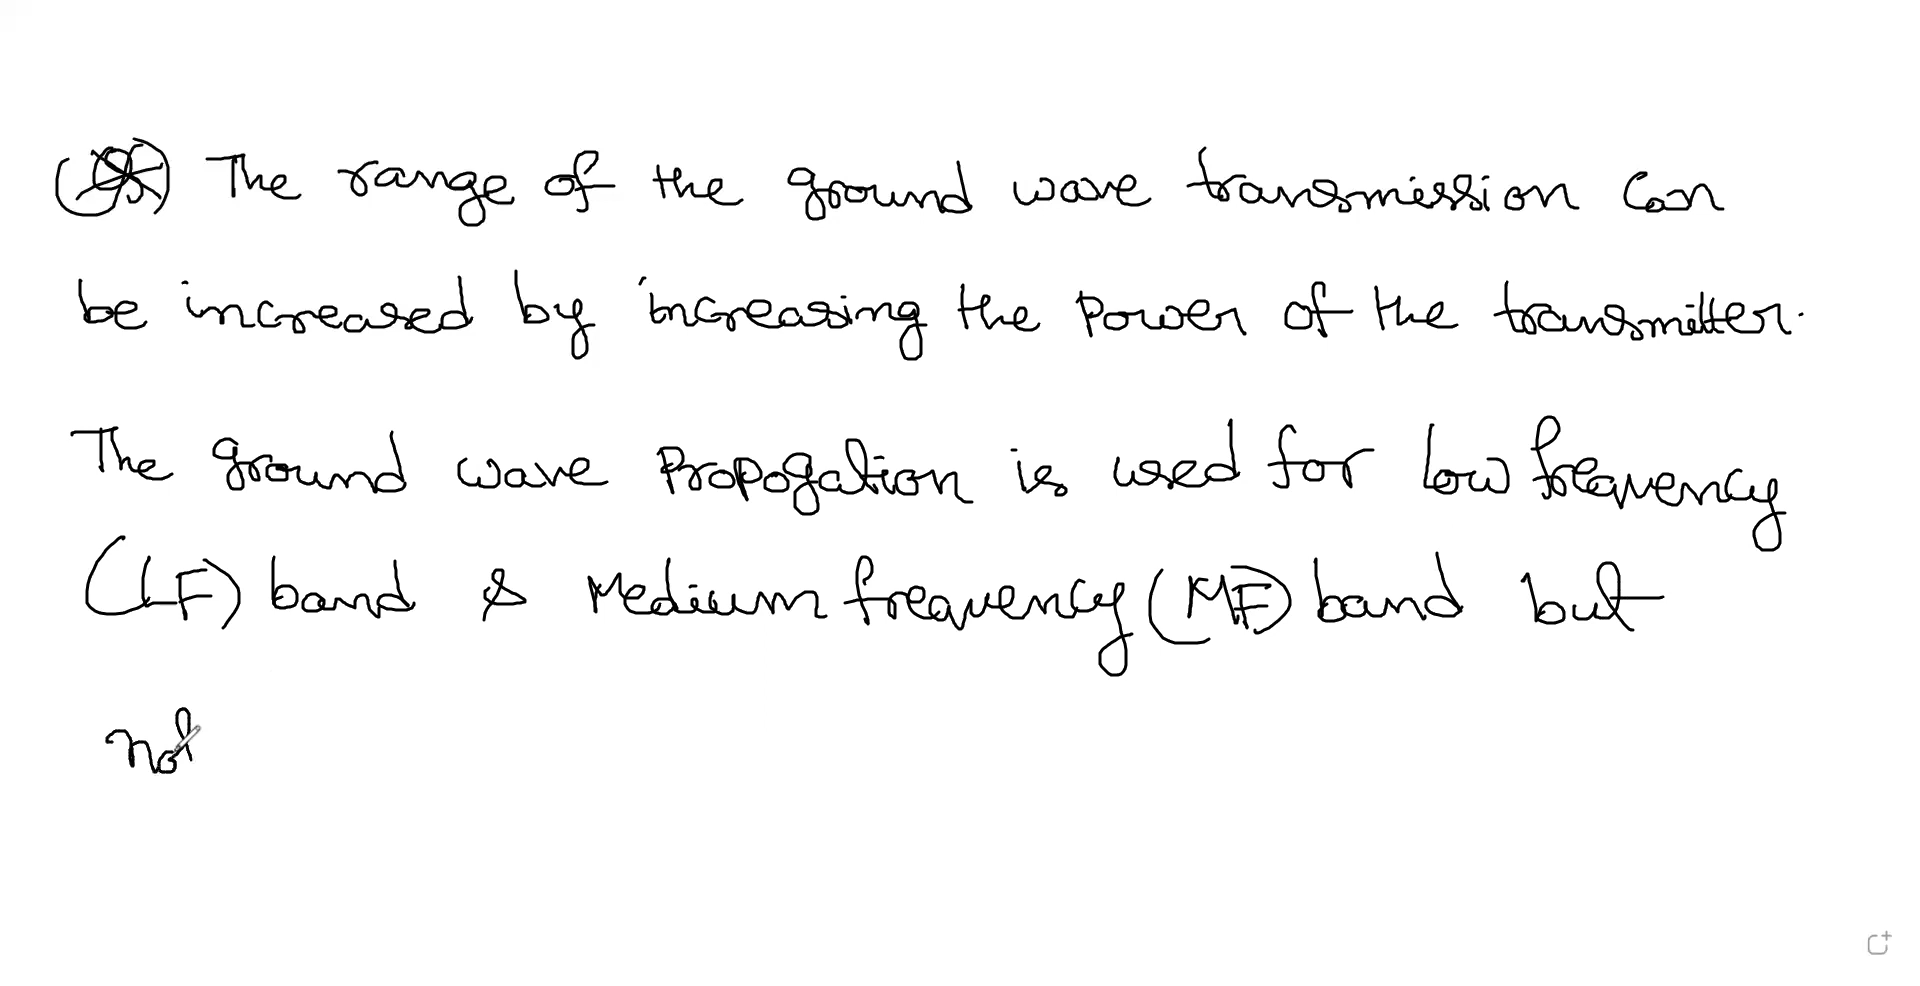 (*) The range of the ground wave transmission can
be increased by increasing the power of the transmitter.
The ground wave Propogation is used for low frequency
(LF) band & Medium frequency (MF) band but
not